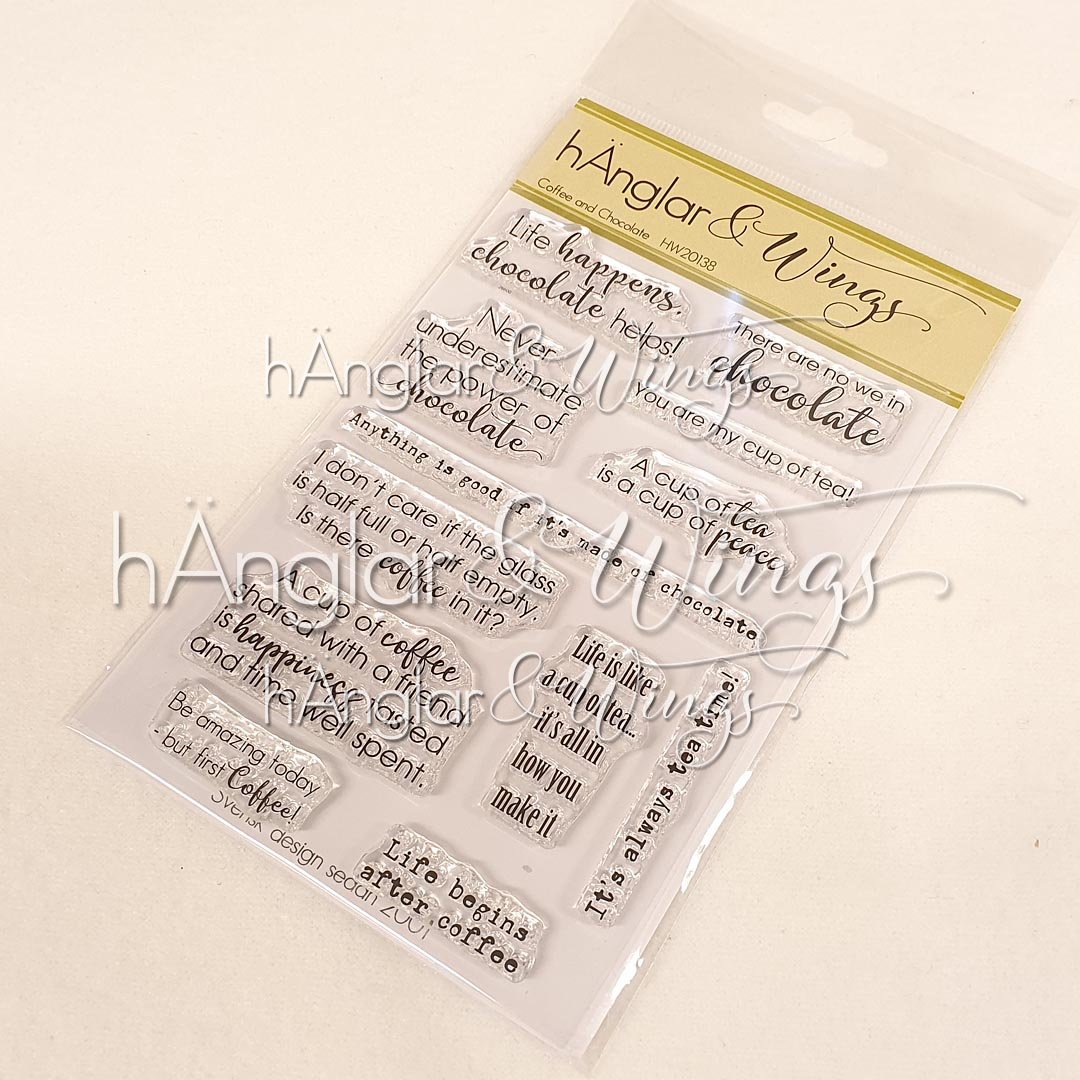 hÄnglar & Wings
Coffee and Chocolate HW20138
Life happens,
chocolate helps!
There are no we in
chocolate
Never
underestimate
the power of
chocolate
you are my cup of tea!
Anything is good if it's made of chocolate
A cup of tea
is a cup of peace
I don't care if the glass
is half full or half empty.
Is there coffee in it?
A cup of coffee
shared with a friend
is happiness tasted
and time well spent.
Life is like
a cup of tea...
it's all in
how you
make it
It's always tea time!
Be amazing today
- but first Coffee!
Life begins
after coffee
Svensk design sedan 2001
hÄnglar & Wings
hÄnglar & Wings
hÄnglar & Wings